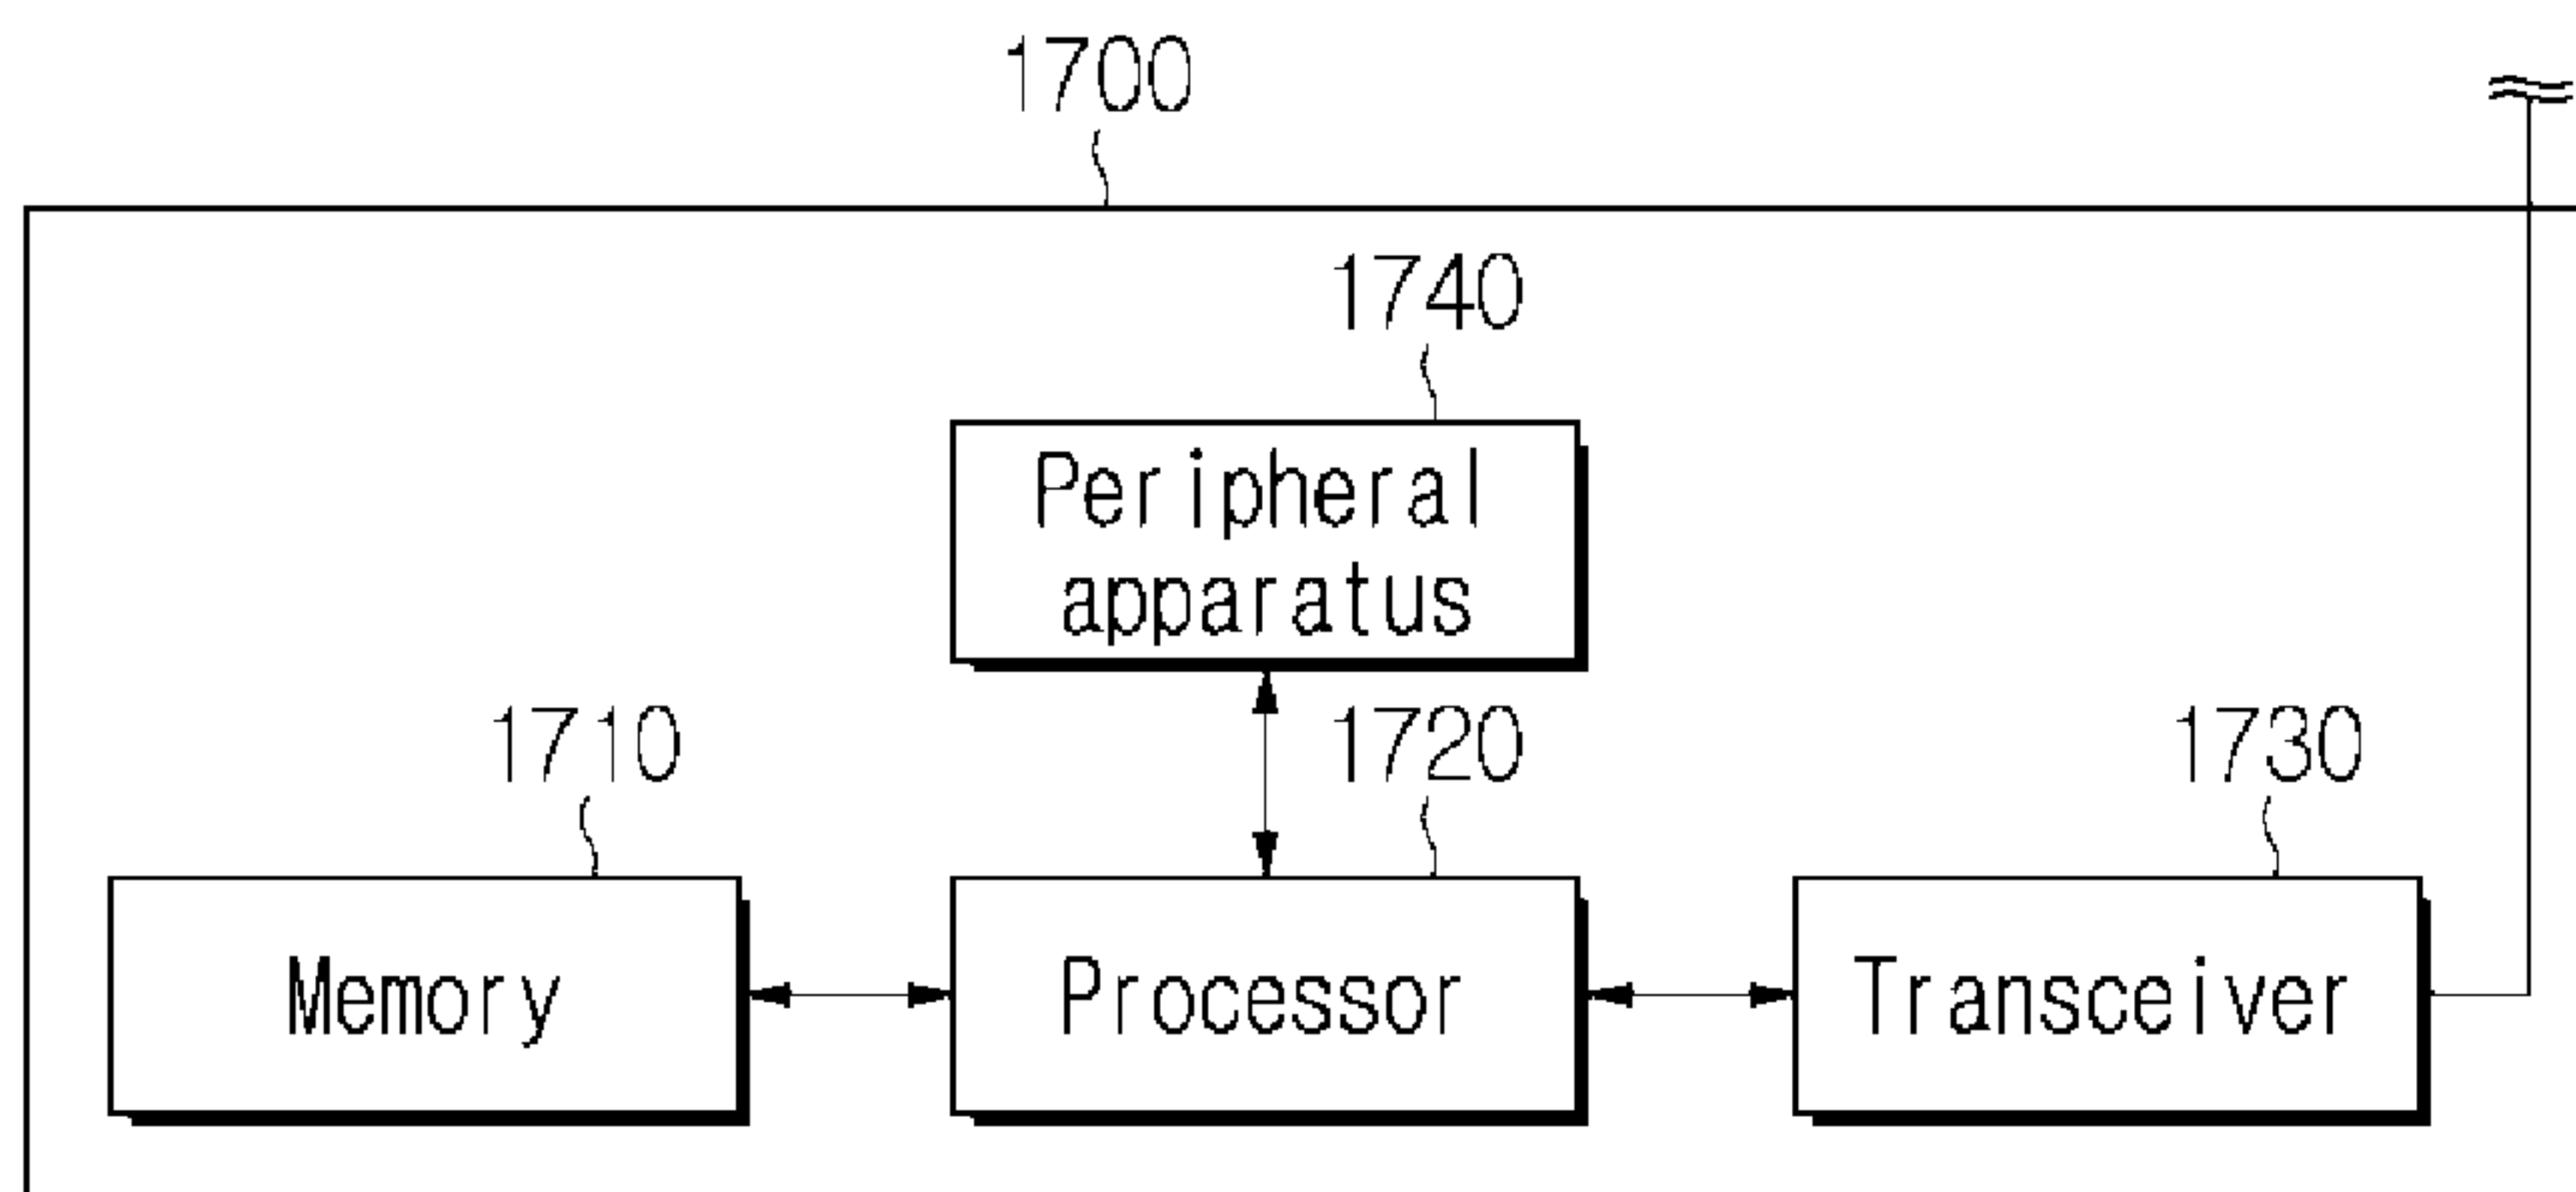 1700
1740
Peripheral
apparatus
1710
1720
1730
Memory
Processor
Transceiver